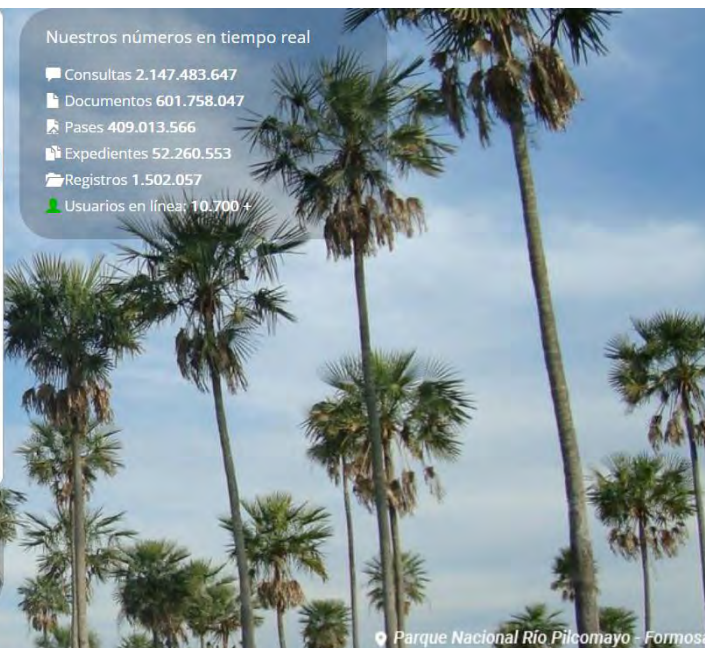 Nuestros números en tiempo real
Consultas 2.147.483.647
Documentos 601.758.047
Pases 409.013.566
Expedientes 52.260.553
Registros 1.502.057
Usuarios en línea: 10.700 +
Parque Nacional Río Pilcomayo - Formosa